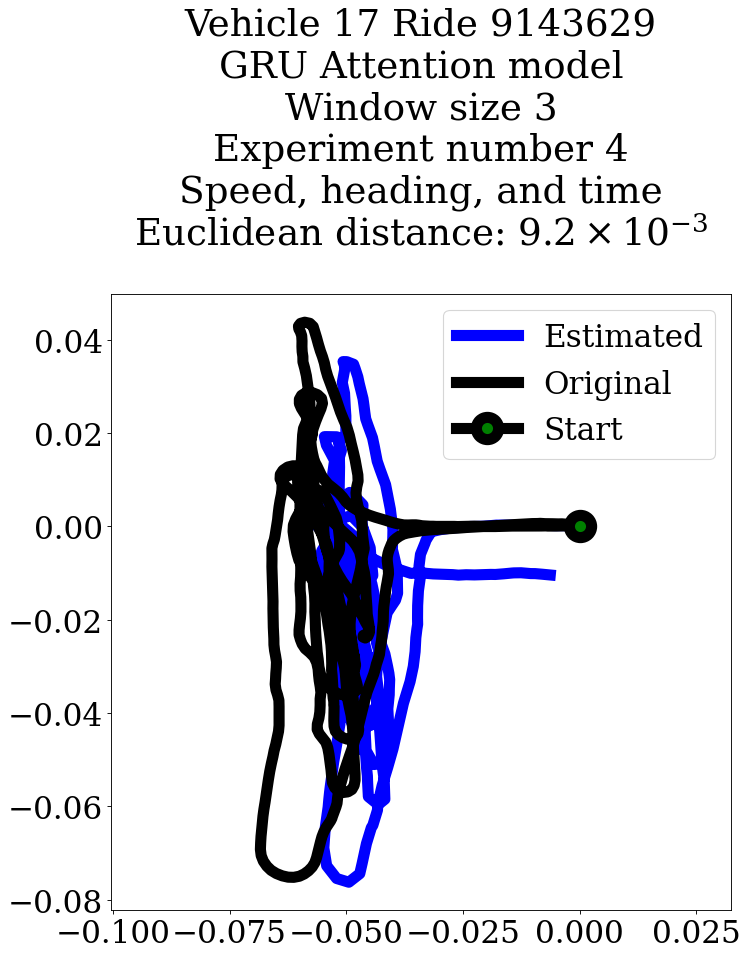 Vehicle 17 Ride 9143629
GRU Attention model
Window size 3
Experiment number 4
Speed, heading, and time
Euclidean distance: 9.2 × 10⁻³
Estimated
Original
Start
0.04
0.02
0.00
−0.02
−0.04
−0.06
−0.08
−0.100 −0.075 −0.050 −0.025 0.000 0.025